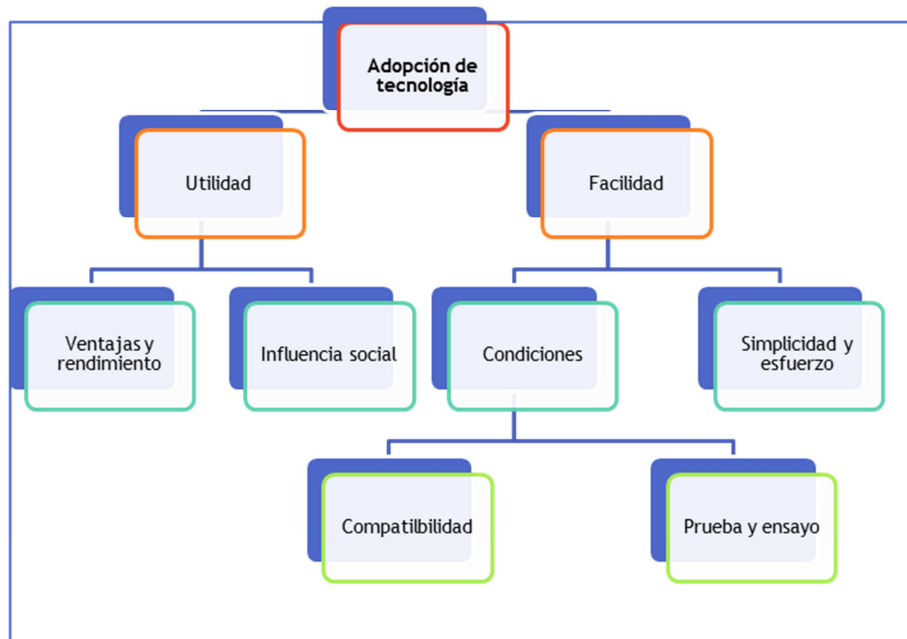 Adopción de
tecnología
Utilidad
Facilidad
Ventajas y
rendimiento
Influencia social
Condiciones
Simplicidad y
esfuerzo
Compatilbilidad
Prueba y ensayo